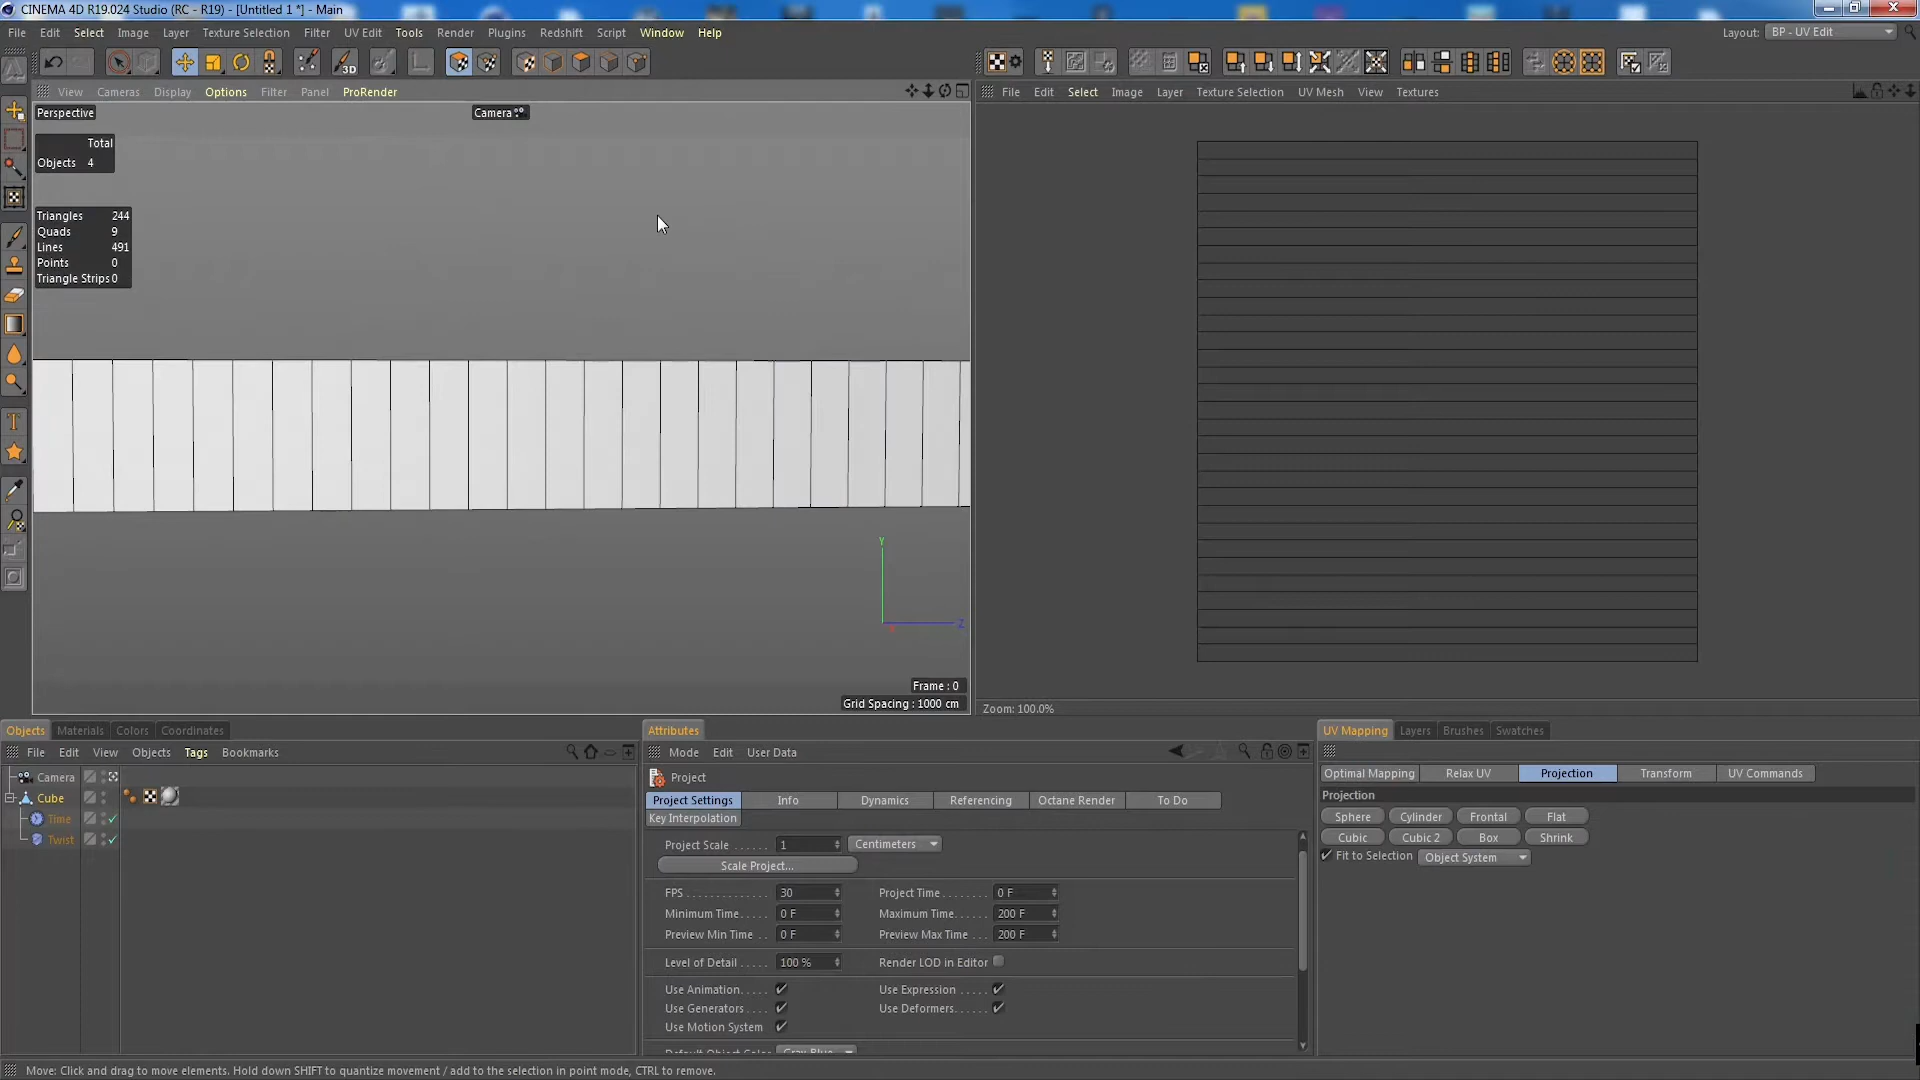 CINEMA 4D R19.024 Studio (RC - R19) - [Untitled 1 *] - Main
File Edit Select Image Layer Texture Selection Filter UV Edit Tools Render Plugins Redshift Script Window Help
Layout: BP - UV Edit
View Cameras Display Options Filter Panel ProRender
File Edit Select Image Layer Texture Selection UV Mesh View Textures
Perspective
Camera
Total
Objects 4
Triangles 244
Quads 9
Lines 491
Points 0
Triangle Strips 0
Y
Z
Frame : 0
Grid Spacing : 1000 cm
Zoom: 100.0%
Objects Materials Colors Coordinates
File Edit View Objects Tags Bookmarks
Camera
Cube
Time
Twist
Attributes
Mode Edit User Data
Project
Project Settings Info Dynamics Referencing Octane Render To Do
Key Interpolation
Project Scale 1 Centimeters
Scale Project...
FPS 30 Project Time 0 F
Minimum Time 0 F Maximum Time 200 F
Preview Min Time 0 F Preview Max Time 200 F
Level of Detail 100 % Render LOD in Editor
Use Animation Use Expression
Use Generators Use Deformers
Use Motion System
Default Object Color Gray-Blue
UV Mapping Layers Brushes Swatches
Optimal Mapping Relax UV Projection Transform UV Commands
Projection
Sphere Cylinder Frontal Flat
Cubic Cubic 2 Box Shrink
Fit to Selection Object System
Move: Click and drag to move elements. Hold down SHIFT to quantize movement / add to the selection in point mode, CTRL to remove.